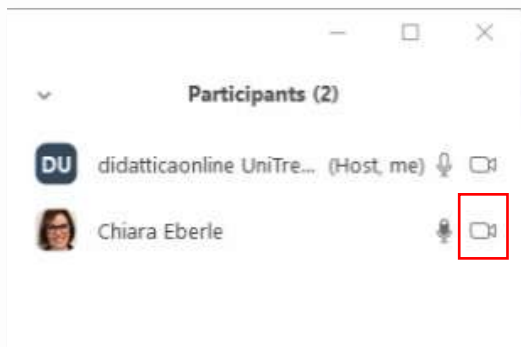 Participants (2)
DU didatticaonline UniTre... (Host, me)
Chiara Eberle